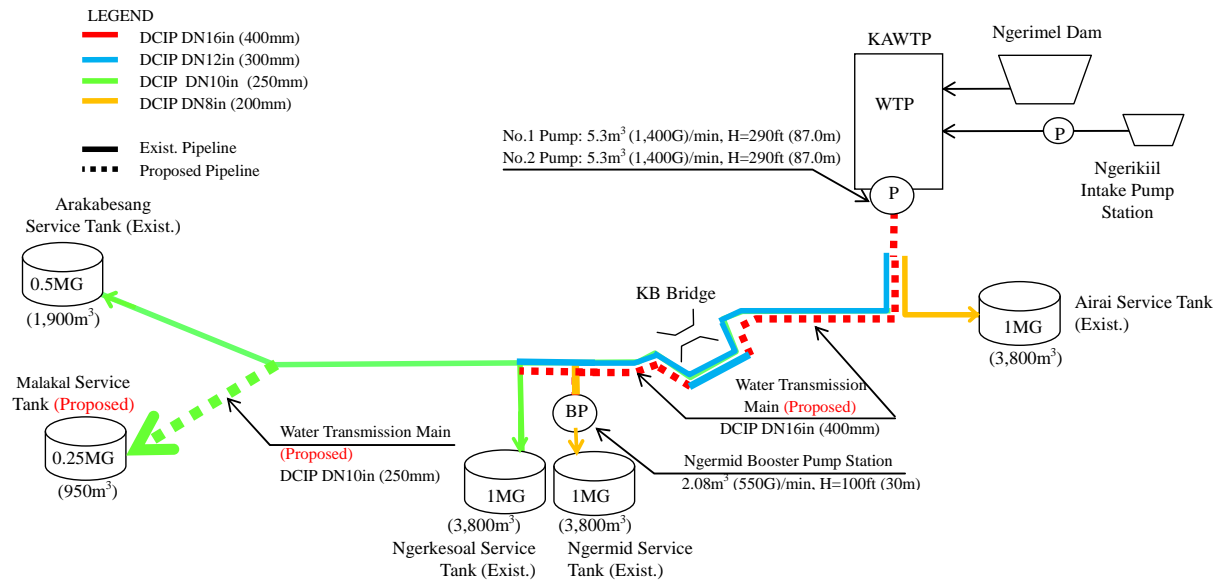 LEGEND
DCIP DN16in (400mm)
DCIP DN12in (300mm)
DCIP DN10in (250mm)
DCIP DN8in (200mm)
Exist. Pipeline
Proposed Pipeline
KAWTP
Ngerimel Dam
WTP
P
Ngerikiil
Intake Pump
Station
No.1 Pump: 5.3m³ (1,400G)/min, H=290ft (87.0m)
No.2 Pump: 5.3m³ (1,400G)/min, H=290ft (87.0m)
P
Arakabesang
Service Tank (Exist.)
0.5MG
(1,900m³)
KB Bridge
Airai Service Tank
(Exist.)
1MG
(3,800m³)
Malakal Service
Tank (Proposed)
0.25MG
(950m³)
Water Transmission Main
(Proposed)
DCIP DN10in (250mm)
Water Transmission
Main (Proposed)
DCIP DN16in (400mm)
BP
Ngermid Booster Pump Station
2.08m³ (550G)/min, H=100ft (30m)
1MG
(3,800m³)
Ngerkesoal Service
Tank (Exist.)
1MG
(3,800m³)
Ngermid Service
Tank (Exist.)